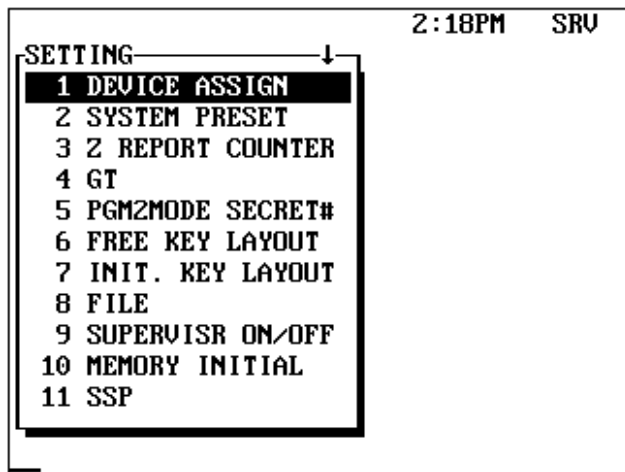 2:18PM SRV
SETTING ↓
1 DEVICE ASSIGN
2 SYSTEM PRESET
3 Z REPORT COUNTER
4 GT
5 PGM2MODE SECRET#
6 FREE KEY LAYOUT
7 INIT. KEY LAYOUT
8 FILE
9 SUPERVISR ON/OFF
10 MEMORY INITIAL
11 SSP